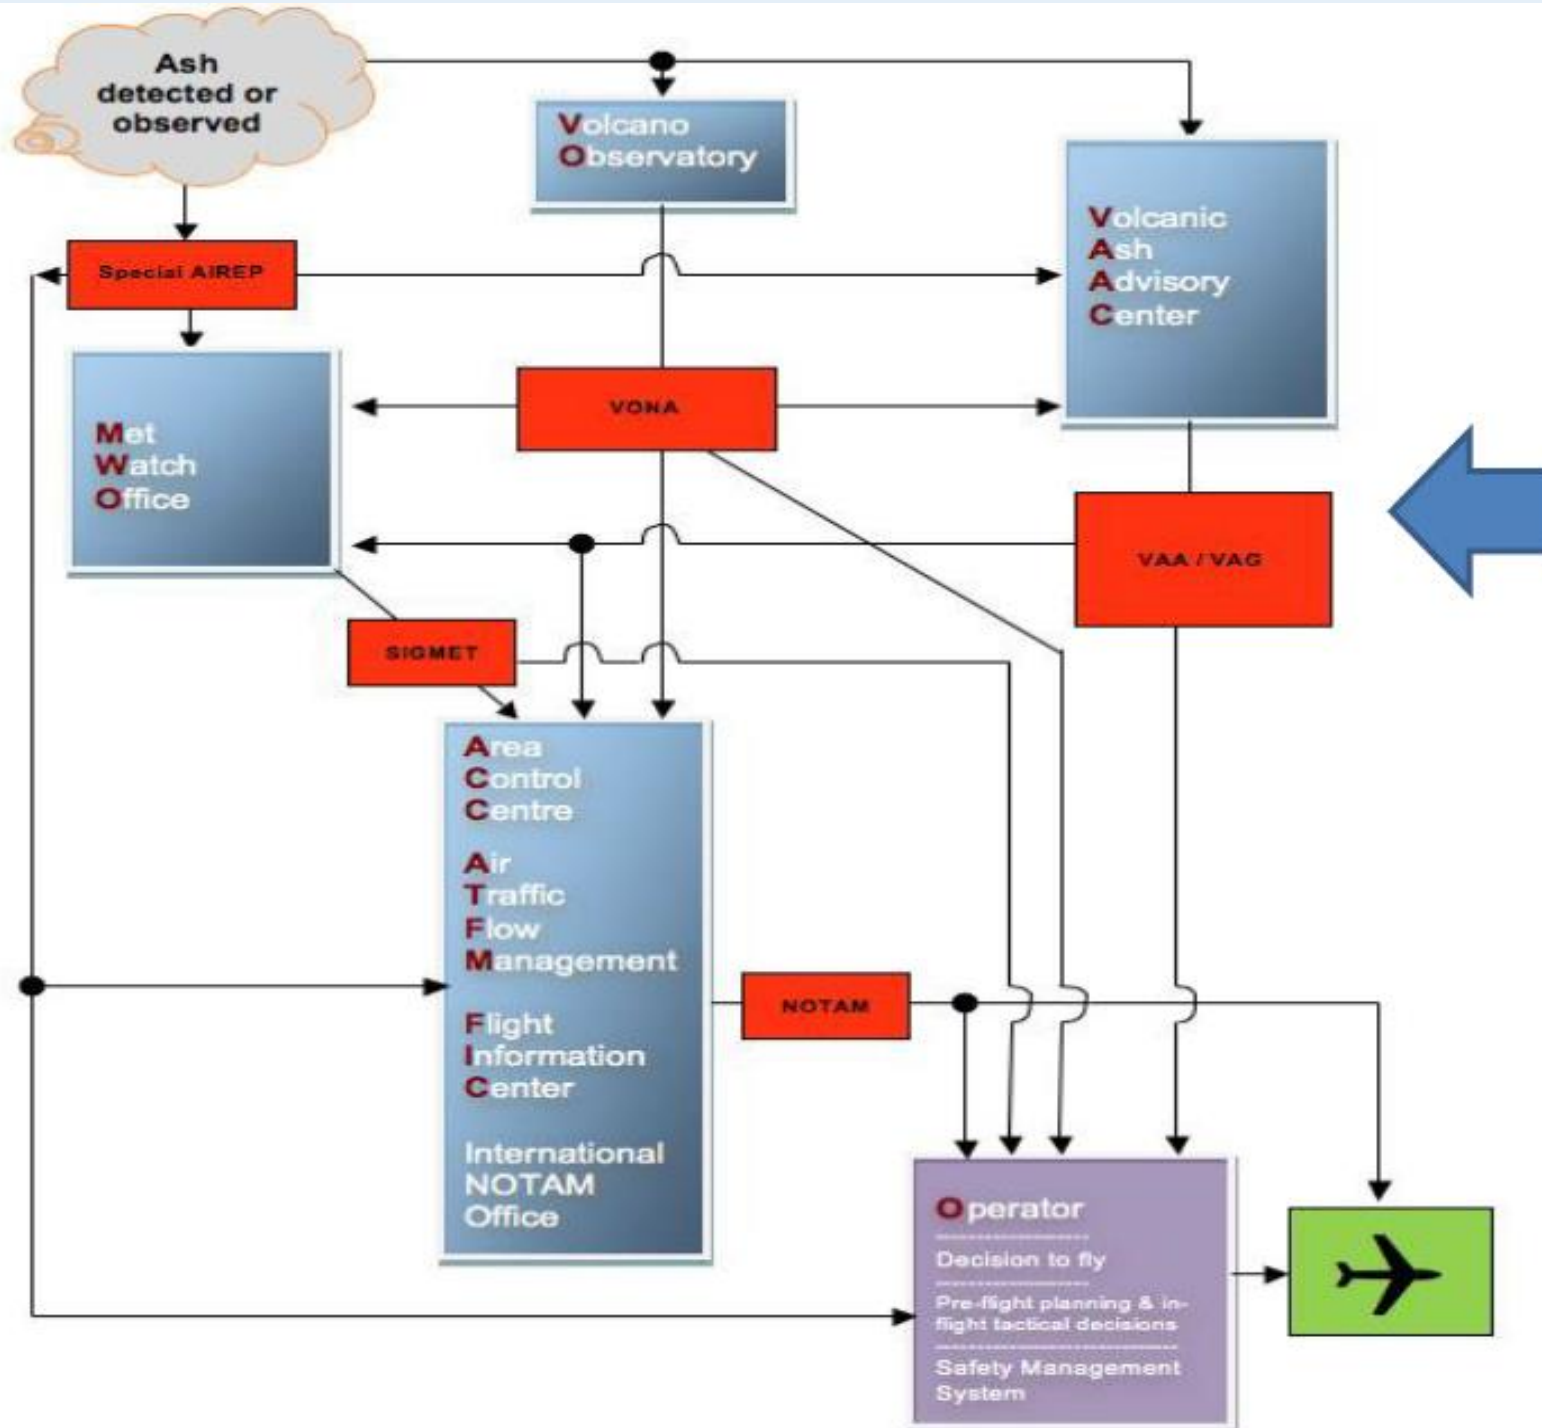 Ash
detected or
observed
Volcano
Observatory
Volcanic
Ash
Advisory
Center
Special AIREP
VONA
Met
Watch
Office
VAA / VAG
SIGMET
Area
Control
Centre
Air
Traffic
Flow
Management
Flight
Information
Center
International
NOTAM
Office
NOTAM
Operator
Decision to fly
Pre-flight planning & in-
flight tactical decisions
Safety Management
System